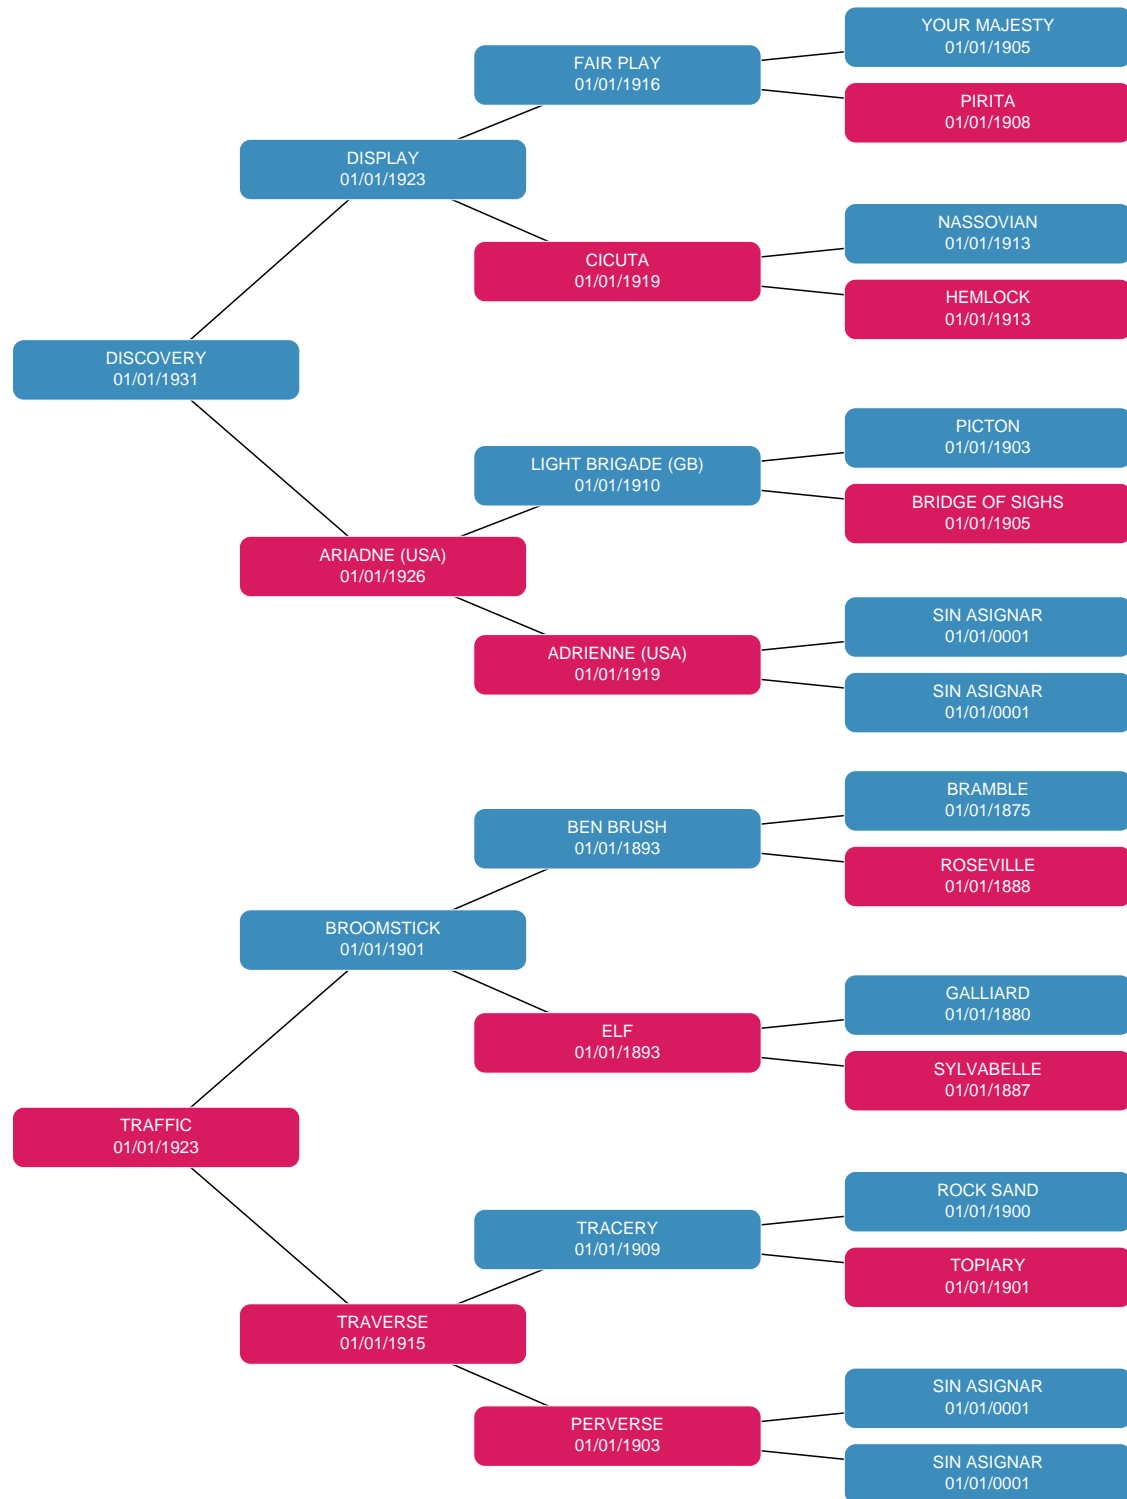 YOUR MAJESTY
01/01/1905
FAIR PLAY
01/01/1916
PIRITA
01/01/1908
DISPLAY
01/01/1923
NASSOVIAN
01/01/1913
CICUTA
01/01/1919
HEMLOCK
01/01/1913
DISCOVERY
01/01/1931
PICTON
01/01/1903
LIGHT BRIGADE (GB)
01/01/1910
BRIDGE OF SIGHS
01/01/1905
ARIADNE (USA)
01/01/1926
SIN ASIGNAR
01/01/0001
ADRIENNE (USA)
01/01/1919
SIN ASIGNAR
01/01/0001
BRAMBLE
01/01/1875
BEN BRUSH
01/01/1893
ROSEVILLE
01/01/1888
BROOMSTICK
01/01/1901
GALLIARD
01/01/1880
ELF
01/01/1893
SYLVABELLE
01/01/1887
TRAFFIC
01/01/1923
ROCK SAND
01/01/1900
TRACERY
01/01/1909
TOPIARY
01/01/1901
TRAVERSE
01/01/1915
SIN ASIGNAR
01/01/0001
PERVERSE
01/01/1903
SIN ASIGNAR
01/01/0001